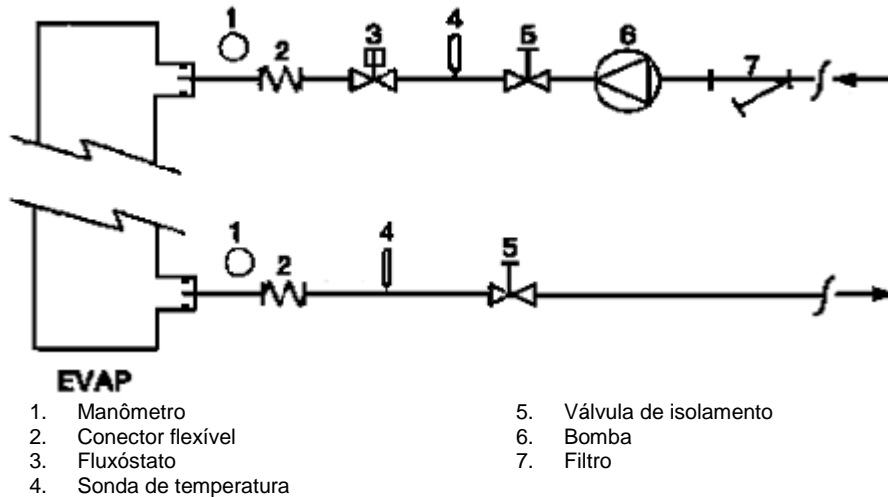 1 2 3 4 5 6 7
1 2 4 5
EVAP
1. Manômetro
2. Conector flexível
3. Fluxóstato
4. Sonda de temperatura
5. Válvula de isolamento
6. Bomba
7. Filtro